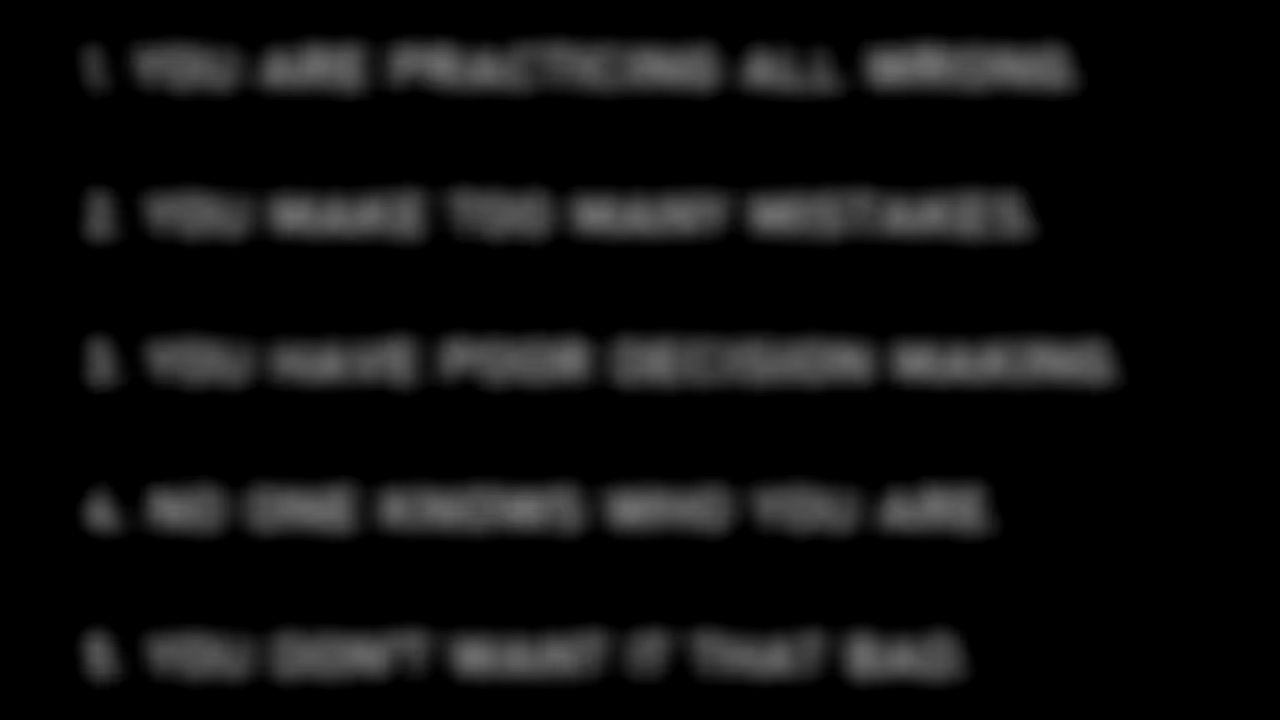 1. YOU ARE PRACTICING ALL WRONG.
2. YOU MAKE TOO MANY MISTAKES.
3. YOU HAVE POOR DECISION MAKING.
4. NO ONE KNOWS WHO YOU ARE.
5. YOU DON'T WANT IT THAT BAD.